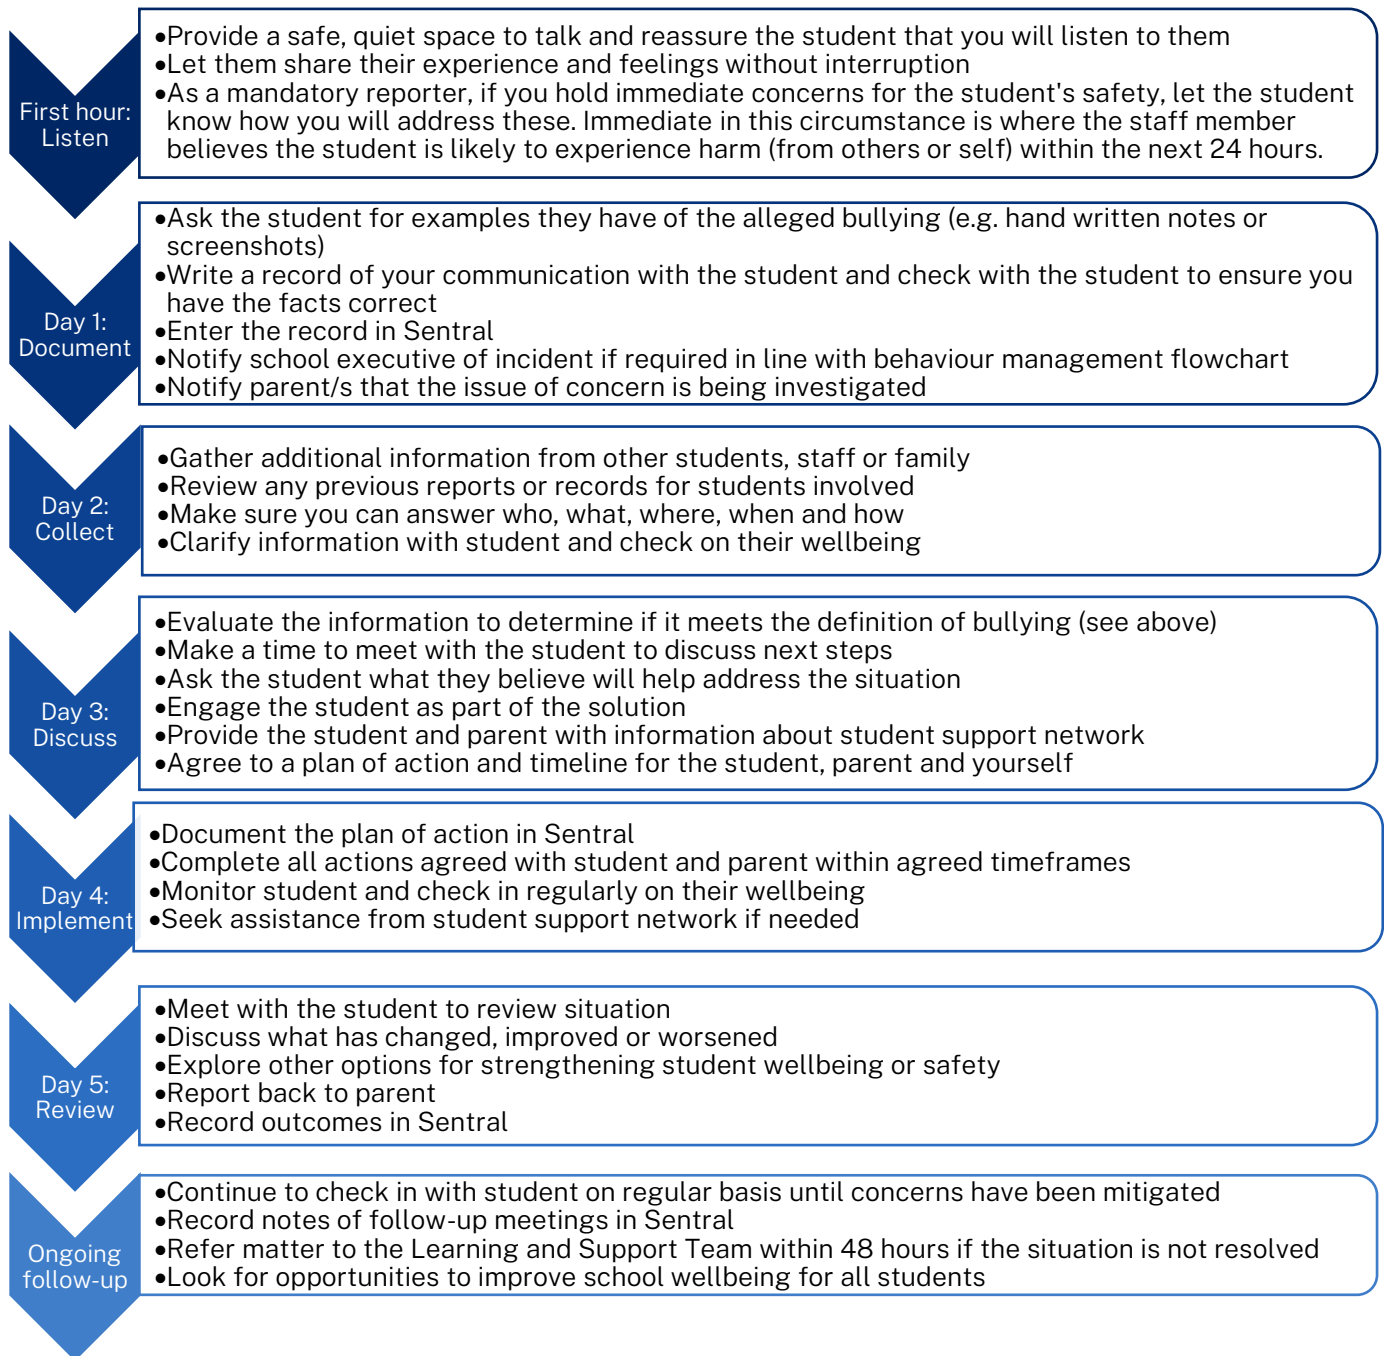 First hour:
Listen
•Provide a safe, quiet space to talk and reassure the student that you will listen to them
•Let them share their experience and feelings without interruption
•As a mandatory reporter, if you hold immediate concerns for the student's safety, let the student
know how you will address these. Immediate in this circumstance is where the staff member
believes the student is likely to experience harm (from others or self) within the next 24 hours.
Day 1:
Document
•Ask the student for examples they have of the alleged bullying (e.g. hand written notes or
screenshots)
•Write a record of your communication with the student and check with the student to ensure you
have the facts correct
•Enter the record in Sentral
•Notify school executive of incident if required in line with behaviour management flowchart
•Notify parent/s that the issue of concern is being investigated
Day 2:
Collect
•Gather additional information from other students, staff or family
•Review any previous reports or records for students involved
•Make sure you can answer who, what, where, when and how
•Clarify information with student and check on their wellbeing
Day 3:
Discuss
•Evaluate the information to determine if it meets the definition of bullying (see above)
•Make a time to meet with the student to discuss next steps
•Ask the student what they believe will help address the situation
•Engage the student as part of the solution
•Provide the student and parent with information about student support network
•Agree to a plan of action and timeline for the student, parent and yourself
Day 4:
Implement
•Document the plan of action in Sentral
•Complete all actions agreed with student and parent within agreed timeframes
•Monitor student and check in regularly on their wellbeing
•Seek assistance from student support network if needed
Day 5:
Review
•Meet with the student to review situation
•Discuss what has changed, improved or worsened
•Explore other options for strengthening student wellbeing or safety
•Report back to parent
•Record outcomes in Sentral
Ongoing
follow-up
•Continue to check in with student on regular basis until concerns have been mitigated
•Record notes of follow-up meetings in Sentral
•Refer matter to the Learning and Support Team within 48 hours if the situation is not resolved
•Look for opportunities to improve school wellbeing for all students